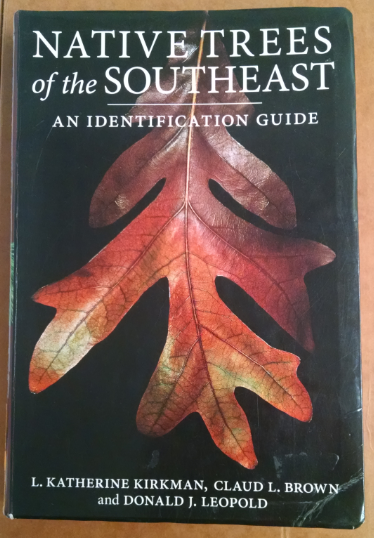 NATIVE TREES
of the SOUTHEAST
AN IDENTIFICATION GUIDE
L. KATHERINE KIRKMAN, CLAUD L. BROWN
and DONALD J. LEOPOLD